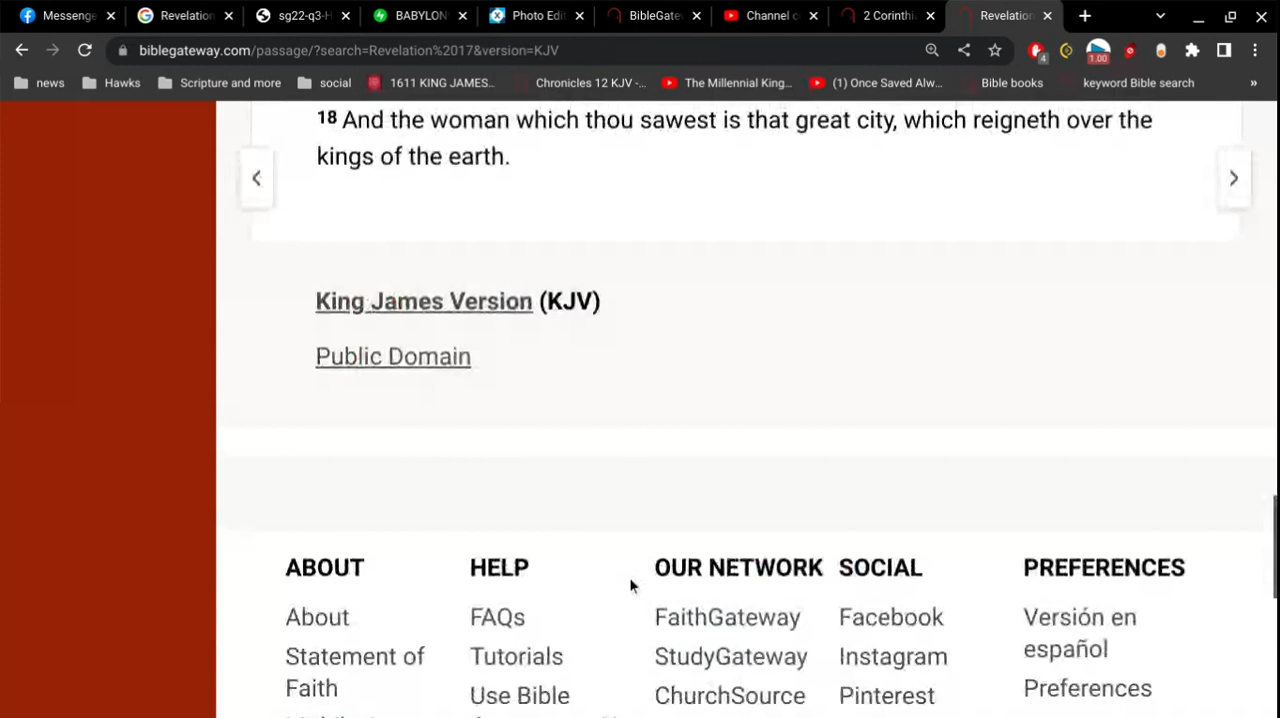 Messenge
Revelation
sg22-q3-H
BABYLON
Photo Edi
BibleGate
Channel c
2 Corinthi
Revelation
biblegateway.com/passage/?search=Revelation%2017&version=KJV
4
1.00
news
Hawks
Scripture and more
social
1611 KING JAMES...
Chronicles 12 KJV -...
The Millennial King...
(1) Once Saved Alw...
Bible books
keyword Bible search
»
18 And the woman which thou sawest is that great city, which reigneth over the
kings of the earth.
King James Version (KJV)
Public Domain
ABOUT HELP OUR NETWORK SOCIAL PREFERENCES
About FAQs FaithGateway Facebook Versión en
español
Statement of Tutorials StudyGateway Instagram
Faith Use Bible ChurchSource Pinterest Preferences